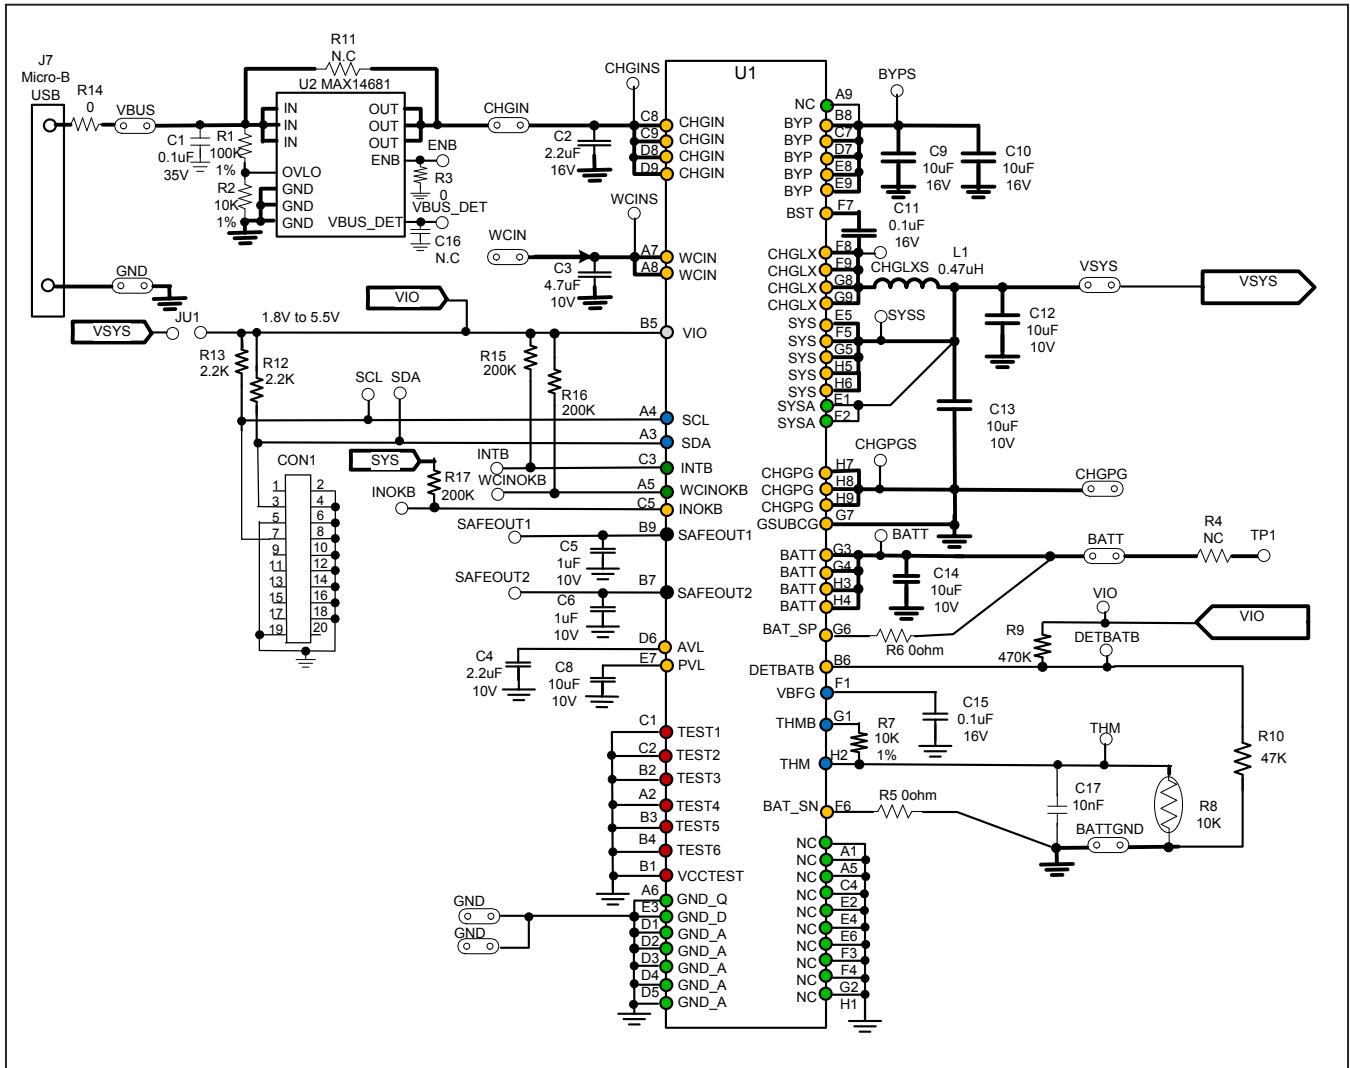 J7
Micro-B
USB
R14
0
VBUS
C1
0.1uF
35V
R1
100K
1%
R2
10K
1%
R11
N.C
U2 MAX14681
IN
IN
IN
OVLO
GND
GND
GND
OUT
OUT
OUT
ENB
VBUS_DET
ENB
R3
0
VBUS_DET
C16
N.C
GND
CHGIN
CHGINS
C2
2.2uF
16V
WCINS
WCIN
C3
4.7uF
10V
VSYS
JU1
1.8V to 5.5V
VIO
R13
2.2K
R12
2.2K
SCL
SDA
R15
200K
R16
200K
SYS
R17
200K
INTB
WCINOKB
INOKB
CON1
1
2
3
4
5
6
7
8
9
10
11
12
13
14
15
16
17
18
19
20
SAFEOUT1
C5
1uF
10V
SAFEOUT2
C6
1uF
10V
C4
2.2uF
10V
C8
10uF
10V
GND
GND
U1
C8 CHGIN
C9 CHGIN
D8 CHGIN
D9 CHGIN
A7 WCIN
A8 WCIN
B5 VIO
A4 SCL
A3 SDA
C3 INTB
A5 WCINOKB
C5 INOKB
B9 SAFEOUT1
B7 SAFEOUT2
D6 AVL
E7 PVL
C1 TEST1
C2 TEST2
B2 TEST3
A2 TEST4
B3 TEST5
B4 TEST6
B1 VCCTEST
A6 GND_Q
E3 GND_D
D1 GND_A
D2 GND_A
D3 GND_A
D4 GND_A
D5 GND_A
NC A9
BYP B8
BYP C7
BYP D7
BYP E8
BYP E9
BST F7
CHGLX F8
CHGLX F9
CHGLX G8
CHGLX G9
SYS E5
SYS F5
SYS G5
SYS H5
SYS H6
SYSA E1
SYSA F2
CHGPG H7
CHGPG H8
CHGPG H9
GSUBCG G7
BATT G3
BATT G4
BATT H3
BATT H4
BAT_SP G6
DETBATB B6
VBFG F1
THMB G1
THM H2
BAT_SN F6
NC
NC A1
NC A5
NC C4
NC E2
NC E4
NC E6
NC F3
NC F4
NC G2
H1
BYPS
C9
10uF
16V
C10
10uF
16V
C11
0.1uF
16V
CHGLXS
L1
0.47uH
VSYS
VSYS
SYSS
C12
10uF
10V
C13
10uF
10V
CHGPGS
CHGPG
BATT
C14
10uF
10V
BATT
R4
NC
TP1
R6 0ohm
VIO
VIO
R9
470K
DETBATB
C15
0.1uF
16V
R7
10K
1%
THM
R10
47K
R5 0ohm
C17
10nF
R8
10K
BATTGND